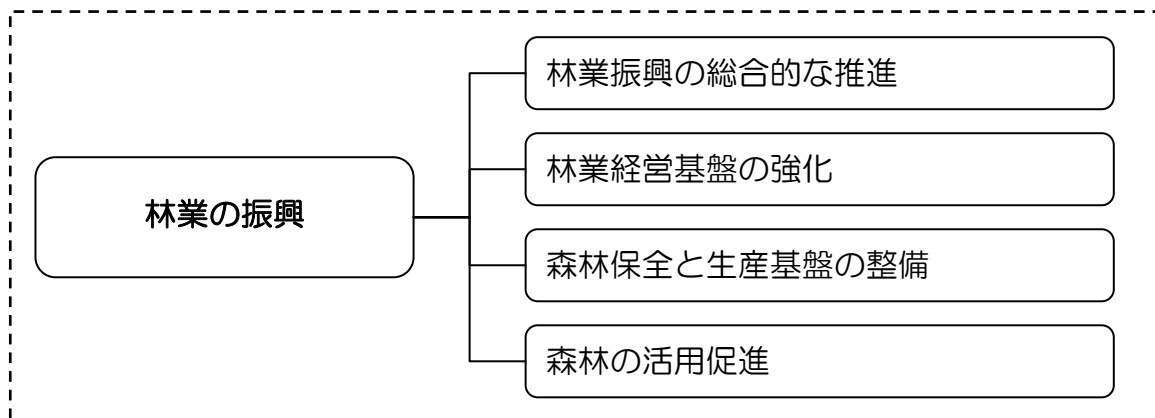 林業の振興
林業振興の総合的な推進
林業経営基盤の強化
森林保全と生産基盤の整備
森林の活用促進